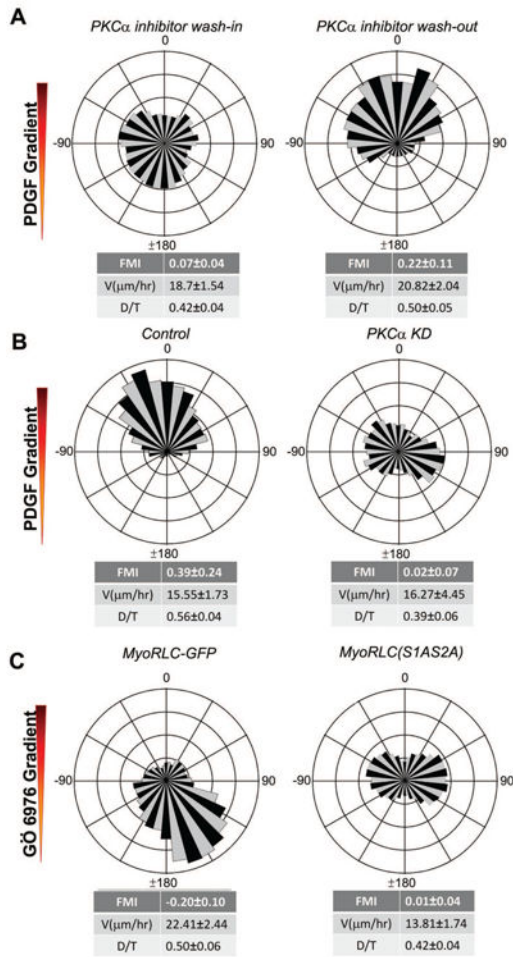 A
PKCα inhibitor wash-in
PKCα inhibitor wash-out
PDGF Gradient
0
-90
90
±180
0
-90
90
±180
FMI 0.07±0.04
V(µm/hr) 18.7±1.54
D/T 0.42±0.04
FMI 0.22±0.11
V(µm/hr) 20.82±2.04
D/T 0.50±0.05
B
Control
PKCα KD
PDGF Gradient
0
-90
90
±180
0
-90
90
±180
FMI 0.39±0.24
V(µm/hr) 15.55±1.73
D/T 0.56±0.04
FMI 0.02±0.07
V(µm/hr) 16.27±4.45
D/T 0.39±0.06
C
MyoRLC-GFP
MyoRLC(S1AS2A)
GÖ 6976 Gradient
0
-90
90
±180
0
-90
90
±180
FMI -0.20±0.10
V(µm/hr) 22.41±2.44
D/T 0.50±0.06
FMI 0.01±0.04
V(µm/hr) 13.81±1.74
D/T 0.42±0.04